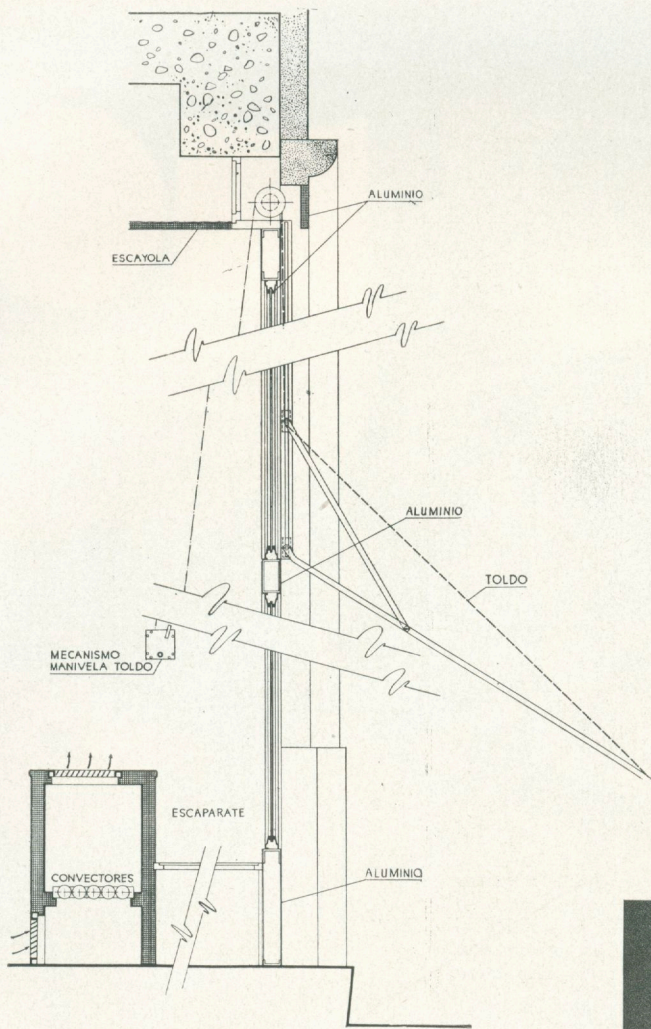 ALUMINIO
ESCAYOLA
ALUMINIO
TOLDO
MECANISMO
MANIVELA TOLDO
ESCAPARATE
CONVECTORES
ALUMINIO